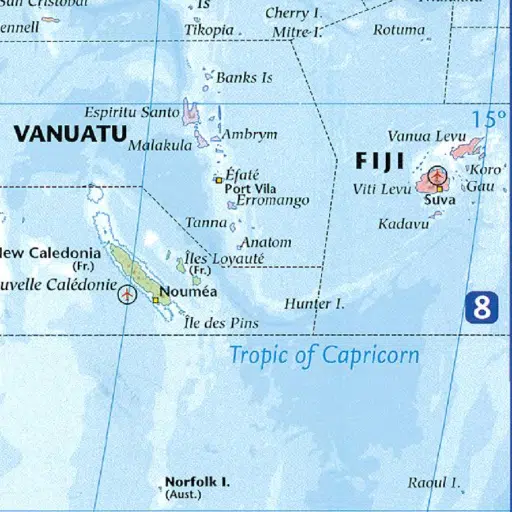 San Cristobal
Is
Cherry I.
ennell
Tikopia
Mitre I.
Rotuma
Banks Is
Espiritu Santo
15°
VANUATU
Ambrym
Vanua Levu
Malakula
FIJI
Koro
Éfaté
Gau
Port Vila
Viti Levu
Erromango
Suva
Tanna
Kadavu
Anatom
New Caledonia
Îles Loyauté
(Fr.)
(Fr.)
uvelle Calédonie
Nouméa
Hunter I.
8
Île des Pins
Tropic of Capricorn
Norfolk I.
Raoul I.
(Aust.)